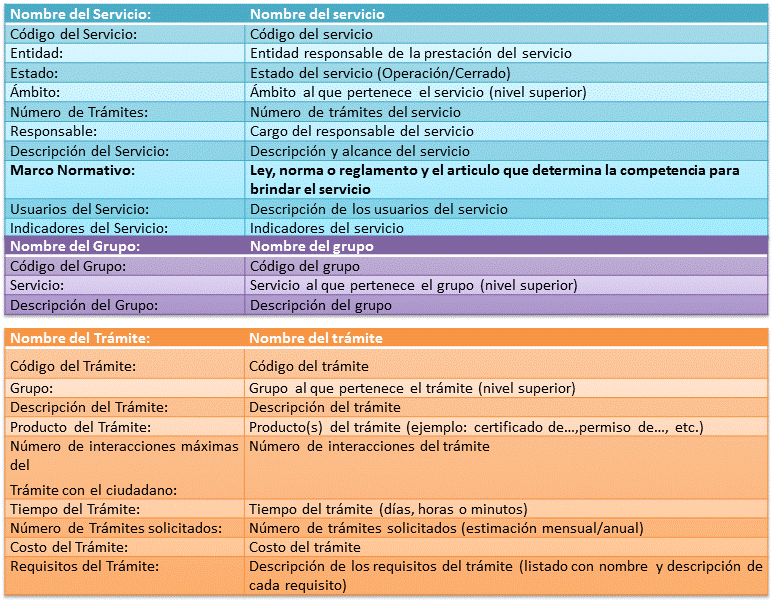 Nombre del Servicio: Nombre del servicio
Código del Servicio: Código del servicio
Entidad: Entidad responsable de la prestación del servicio
Estado: Estado del servicio (Operación/Cerrado)
Ámbito: Ámbito al que pertenece el servicio (nivel superior)
Número de Trámites: Número de trámites del servicio
Responsable: Cargo del responsable del servicio
Descripción del Servicio: Descripción y alcance del servicio
Marco Normativo: Ley, norma o reglamento y el articulo que determina la competencia para
brindar el servicio
Usuarios del Servicio: Descripción de los usuarios del servicio
Indicadores del Servicio: Indicadores del servicio
Nombre del Grupo: Nombre del grupo
Código del Grupo: Código del grupo
Servicio: Servicio al que pertenece el grupo (nivel superior)
Descripción del Grupo: Descripción del grupo
Nombre del Trámite: Nombre del trámite
Código del Trámite: Código del trámite
Grupo: Grupo al que pertenece el trámite (nivel superior)
Descripción del Trámite: Descripción del trámite
Producto del Trámite: Producto(s) del trámite (ejemplo: certificado de...,permiso de..., etc.)
Número de interacciones máximas Número de interacciones del trámite
del
Trámite con el ciudadano:
Tiempo del Trámite: Tiempo del trámite (días, horas o minutos)
Número de Trámites solicitados: Número de trámites solicitados (estimación mensual/anual)
Costo del Trámite: Costo del trámite
Requisitos del Trámite: Descripción de los requisitos del trámite (listado con nombre y descripción de
cada requisito)